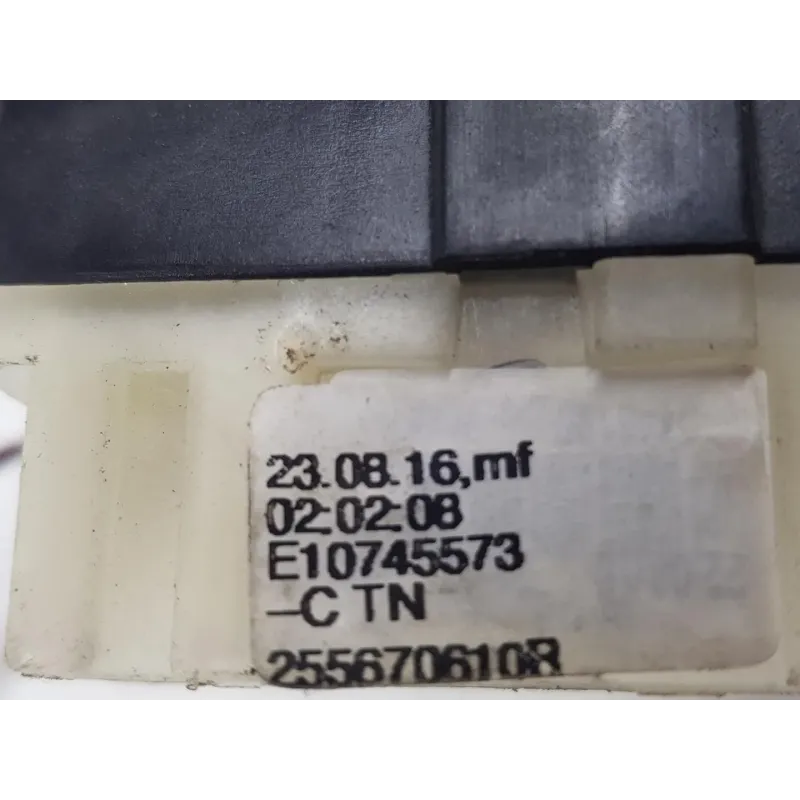 23.08.16,mf
02:02:08
E10745573
-C TN
255670610R